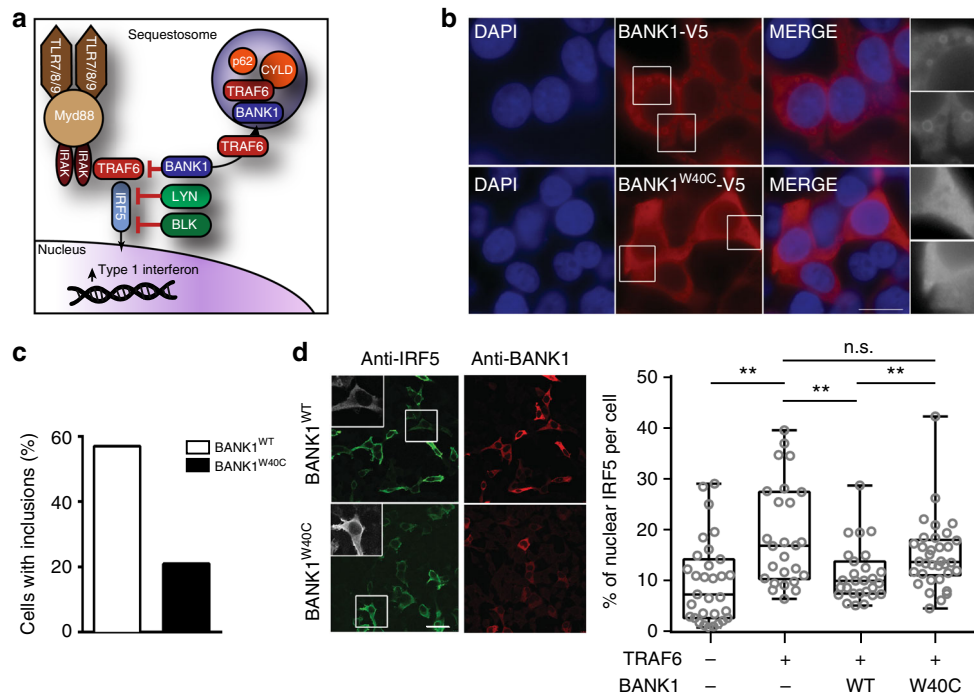 a
Sequestosome
TLR7/8/9
TLR7/8/9
Myd88
IRAK
IRAK
p62
CYLD
TRAF6
BANK1
TRAF6
TRAF6
BANK1
IRF5
LYN
BLK
Nucleus
Type 1 interferon
b
DAPI
BANK1-V5
MERGE
DAPI
BANK1W40C-V5
MERGE
c
Cells with inclusions (%)
60
40
20
0
BANK1WT
BANK1W40C
d
Anti-IRF5
Anti-BANK1
BANK1WT
BANK1W40C
% of nuclear IRF5 per cell
50
40
30
20
10
0
n.s.
**
**
**
TRAF6 – + + +
BANK1 – – WT W40C